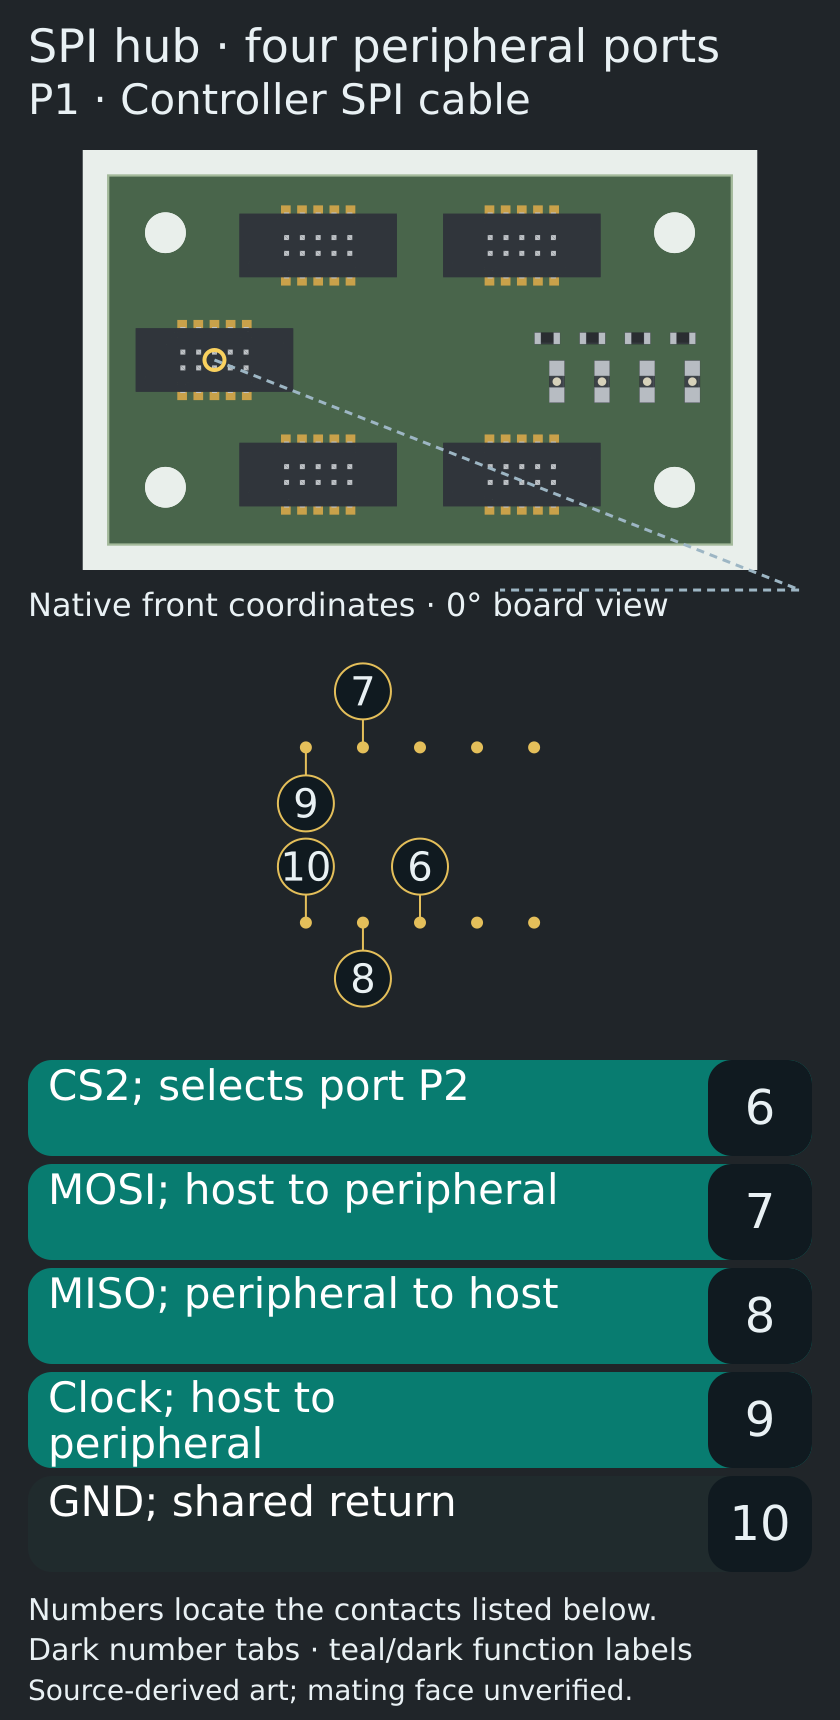 SPI hub · four peripheral ports
P1 · Controller SPI cable
Native front coordinates · 0° board view
7
9
10
6
8
CS2; selects port P2
6
MOSI; host to peripheral
7
MISO; peripheral to host
8
Clock; host to
peripheral
9
GND; shared return
10
Numbers locate the contacts listed below.
Dark number tabs · teal/dark function labels
Source-derived art; mating face unverified.